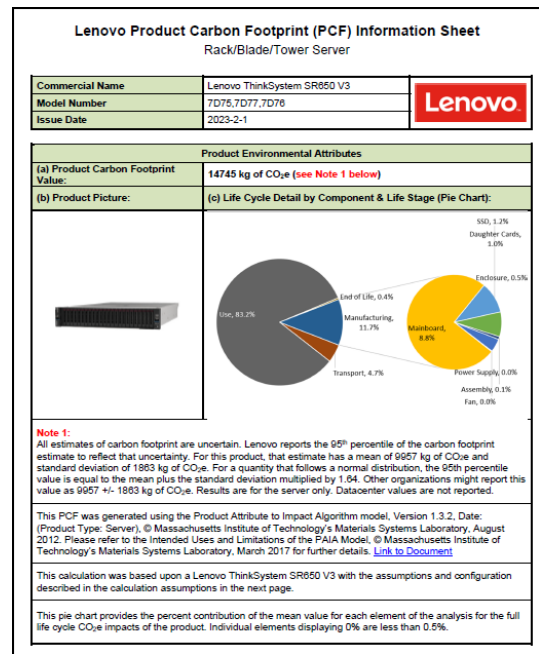 Lenovo Product Carbon Footprint (PCF) Information Sheet
Rack/Blade/Tower Server
Commercial Name Lenovo ThinkSystem SR650 V3
Model Number 7D75,7D77,7D76
Issue Date 2023-2-1
Lenovo.
Product Environmental Attributes
(a) Product Carbon Footprint Value: 14745 kg of CO₂e (see Note 1 below)
(b) Product Picture: (c) Life Cycle Detail by Component & Life Stage (Pie Chart):
SSD, 1.2%
Daughter Cards, 1.0%
Enclosure, 0.5%
Use, 83.2%
End of Life, 0.4%
Manufacturing, 11.7%
Mainboard 8.8%
Transport, 4.7%
Power Supply, 0.0%
Assembly, 0.1%
Fan, 0.0%
Note 1:
All estimates of carbon footprint are uncertain. Lenovo reports the 95th percentile of the carbon footprint
estimate to reflect that uncertainty. For this product, that estimate has a mean of 9957 kg of CO₂e and
standard deviation of 1863 kg of CO₂e. For a quantity that follows a normal distribution, the 95th percentile
value is equal to the mean plus the standard deviation multiplied by 1.64. Other organizations might report this
value as 9957 +/- 1863 kg of CO₂e. Results are for the server only. Datacenter values are not reported.
This PCF was generated using the Product Attribute to Impact Algorithm model, Version 1.3.2, Date:
(Product Type: Server), © Massachusetts Institute of Technology's Materials Systems Laboratory, August
2012. Please refer to the Intended Uses and Limitations of the PAIA Model, © Massachusetts Institute of
Technology's Materials Systems Laboratory, March 2017 for further details. Link to Document
This calculation was based upon a Lenovo ThinkSystem SR650 V3 with the assumptions and configuration
described in the calculation assumptions in the next page.
This pie chart provides the percent contribution of the mean value for each element of the analysis for the full
life cycle CO₂e impacts of the product. Individual elements displaying 0% are less than 0.5%.